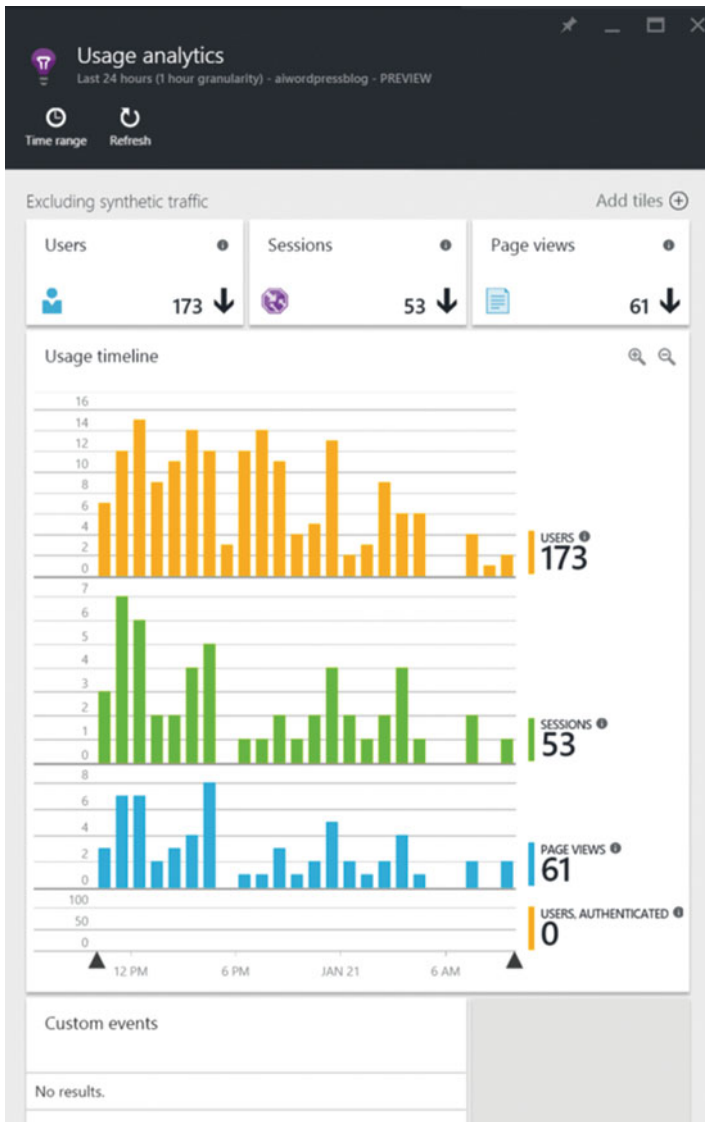 Usage analytics
Last 24 hours (1 hour granularity) - aiwordpressblog - PREVIEW
Time range Refresh
Excluding synthetic traffic Add tiles
Users Sessions Page views
173 53 61
Usage timeline
16
14
12
10
8
6
4
2
0
USERS
173
7
6
5
4
3
2
1
0
SESSIONS
53
8
6
4
2
0
PAGE VIEWS
61
100
50
0
USERS, AUTHENTICATED
0
12 PM 6 PM JAN 21 6 AM
Custom events
No results.